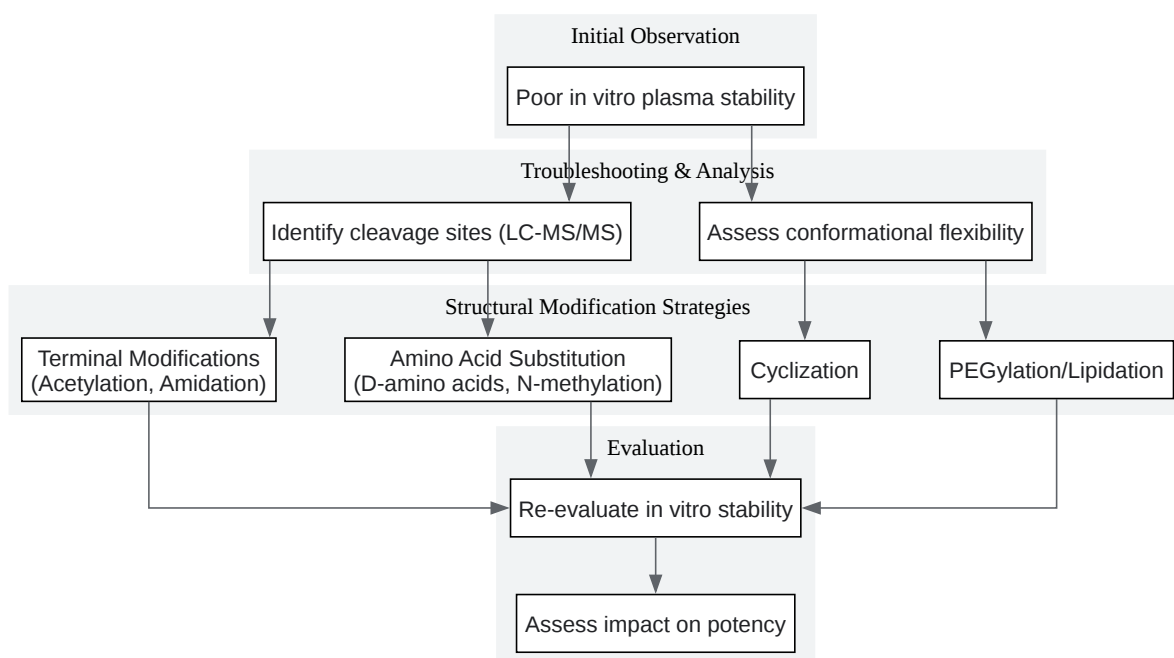 Initial Observation
Poor in vitro plasma stability
Troubleshooting & Analysis
Identify cleavage sites (LC-MS/MS)
Assess conformational flexibility
Structural Modification Strategies
Terminal Modifications
(Acetylation, Amidation)
Amino Acid Substitution
(D-amino acids, N-methylation)
Cyclization
PEGylation/Lipidation
Evaluation
Re-evaluate in vitro stability
Assess impact on potency